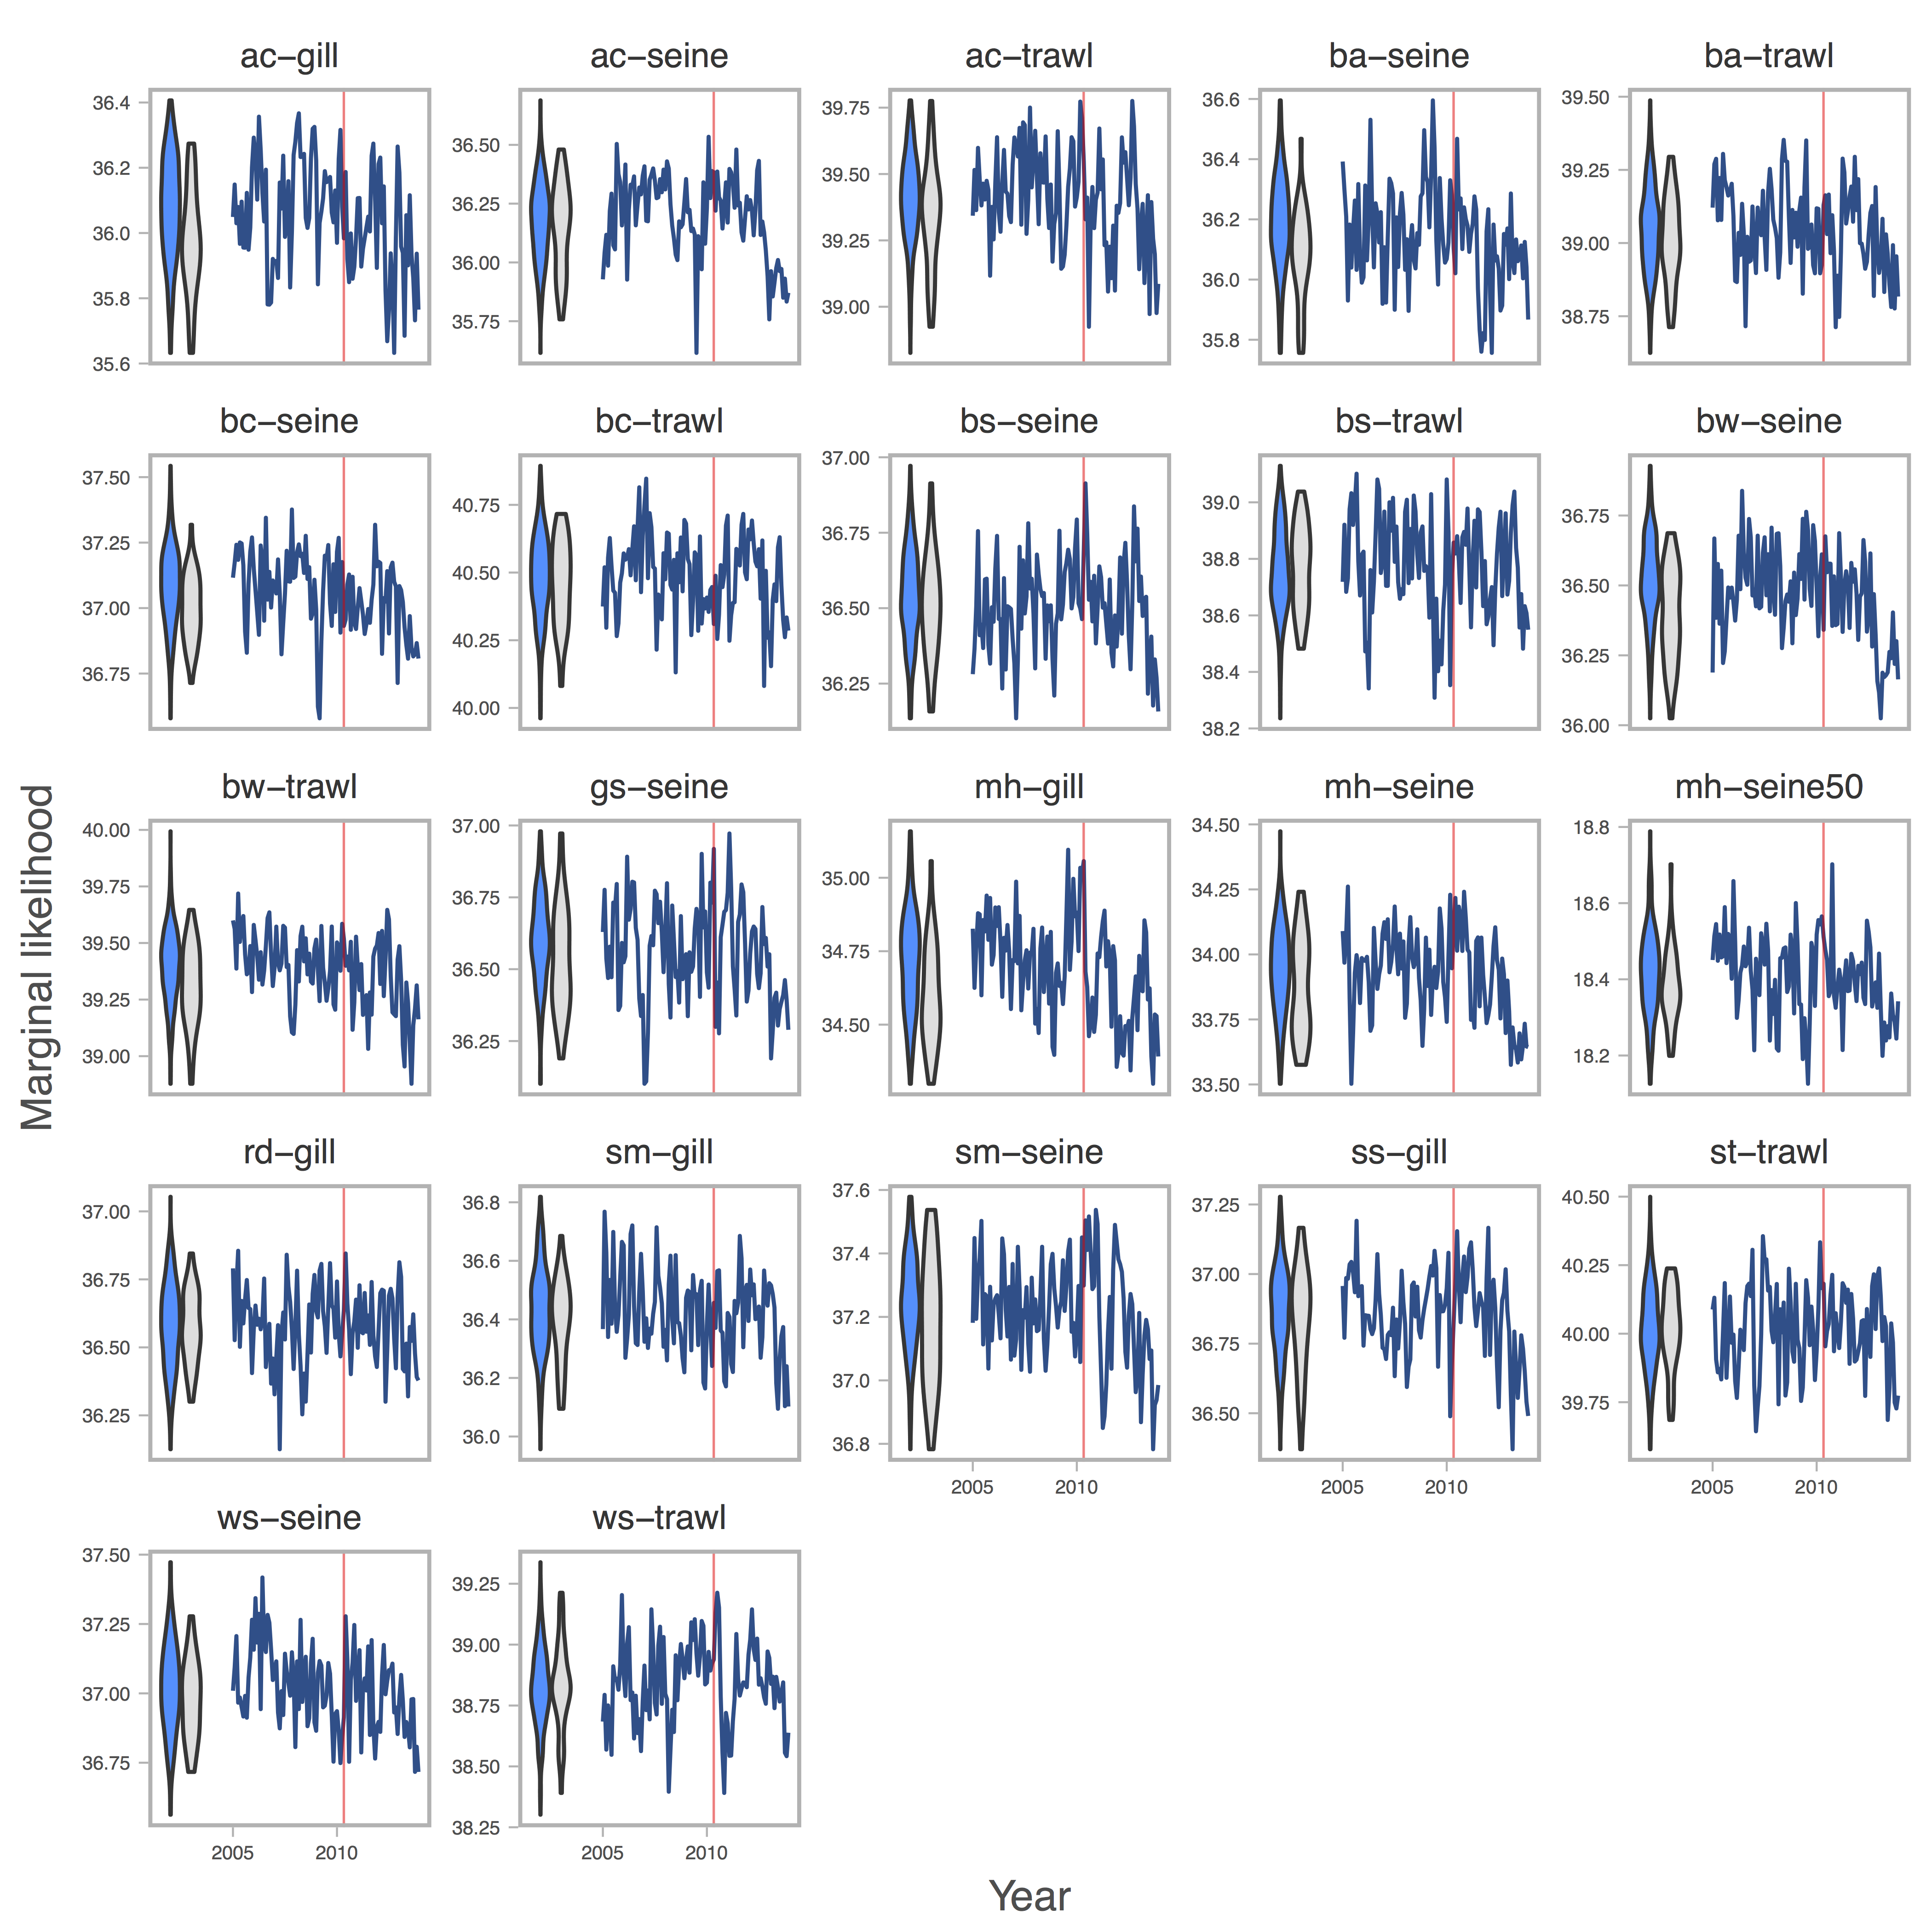 ac−gill ac−seine ac−trawl ba−seine ba−trawl
36.4 36.2 36.0 35.8 35.6
36.50 36.25 36.00 35.75
39.75 39.50 39.25 39.00
36.6 36.4 36.2 36.0 35.8
39.50 39.25 39.00 38.75
bc−seine bc−trawl bs−seine bs−trawl bw−seine
37.50 37.25 37.00 36.75
40.75 40.50 40.25 40.00
37.00 36.75 36.50 36.25
39.0 38.8 38.6 38.4 38.2
36.75 36.50 36.25 36.00
Marginal likelihood
bw−trawl gs−seine mh−gill mh−seine mh−seine50
40.00 39.75 39.50 39.25 39.00
37.00 36.75 36.50 36.25
35.00 34.75 34.50
34.50 34.25 34.00 33.75 33.50
18.8 18.6 18.4 18.2
rd−gill sm−gill sm−seine ss−gill st−trawl
37.00 36.75 36.50 36.25
36.8 36.6 36.4 36.2 36.0
37.6 37.4 37.2 37.0 36.8
37.25 37.00 36.75 36.50
40.50 40.25 40.00 39.75
2005 2010 2005 2010 2005 2010
ws−seine ws−trawl
37.50 37.25 37.00 36.75
39.25 39.00 38.75 38.50 38.25
2005 2010 2005 2010
Year